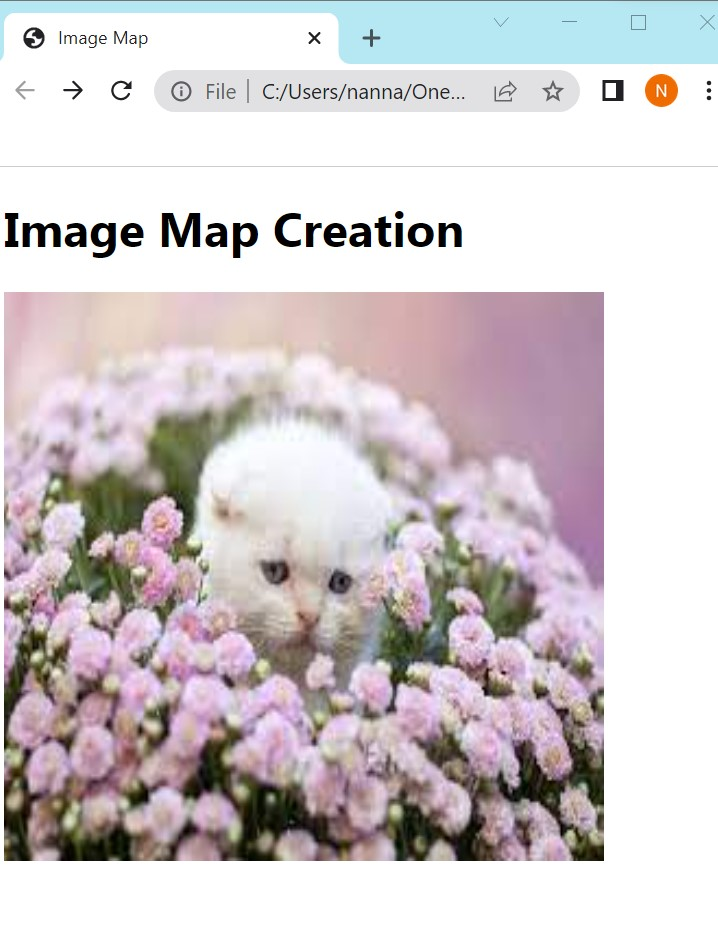 Image Map
File C:/Users/nanna/One...
N
Image Map Creation